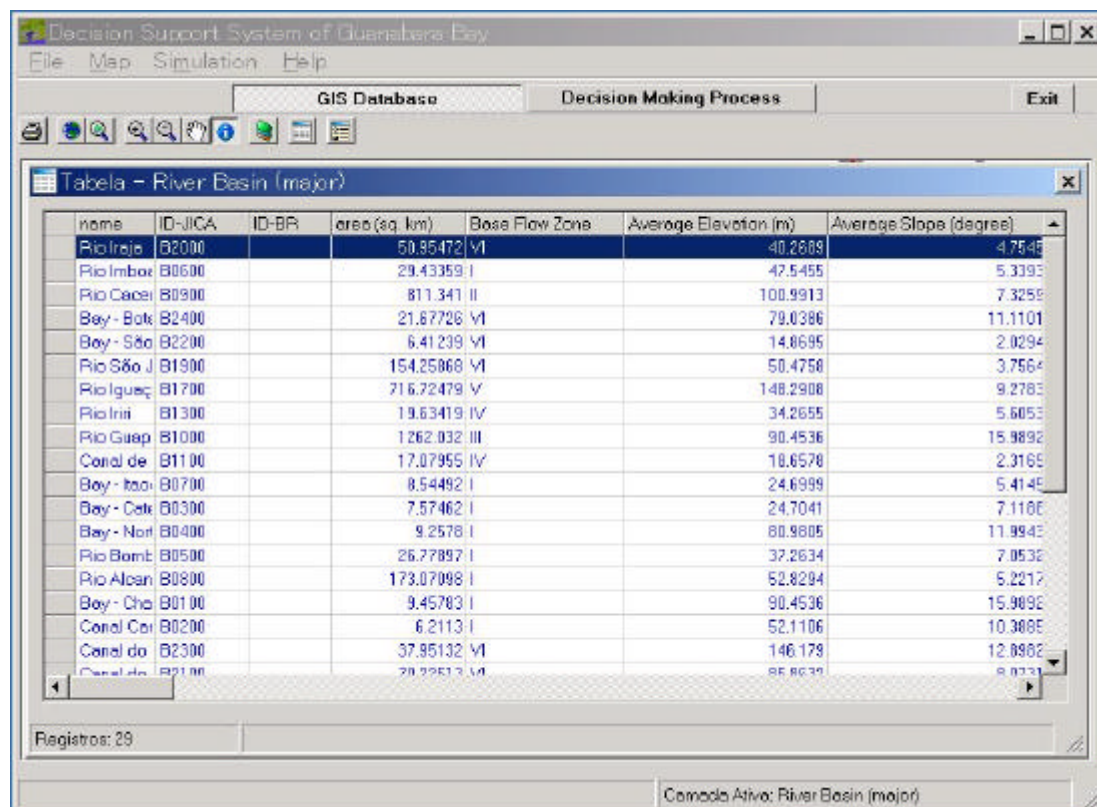 Decision Support System of Guanabara Bay
File Map Simulation Help
GIS Database Decision Making Process Exit
Tabela - River Basin (major)
name ID-JICA ID-BR area (sq. km) Base Flow Zone Average Elevation (m) Average Slope (degree)
Rio Iraja B2000 50.95472 VI 40.2689 4.7545
Rio Imboa B0600 29.43359 I 47.5455 5.3393
Rio Cacer B0900 811.341 II 100.9913 7.3259
Bay - Bota B2400 21.67726 VI 79.0386 11.1101
Bay - São B2200 6.41239 VI 14.8695 2.0294
Rio São J B1900 154.25868 VI 50.4758 3.7564
Rio Iguaç B1700 716.72479 V 148.2908 9.2783
Rio Iriri B1300 19.63419 IV 34.2655 5.6053
Rio Guap B1000 1262.032 III 90.4536 15.9892
Canal de B1100 17.07955 IV 18.6578 2.3165
Bay - Itao B0700 8.54492 I 24.6999 5.4145
Bay - Cate B0300 7.57462 I 24.7041 7.1186
Bay - Nort B0400 9.2578 I 80.9805 11.9943
Rio Bomb B0500 26.77897 I 37.2634 7.0532
Rio Alcan B0800 173.07098 I 52.8294 5.2217
Bay - Cha B0100 9.45783 I 90.4536 15.9892
Canal Car B0200 6.2113 I 52.1106 10.3885
Canal do B2300 37.95132 VI 146.179 12.8982
Canal do B2100
Registros: 29
Camada Ativa: River Basin (major)